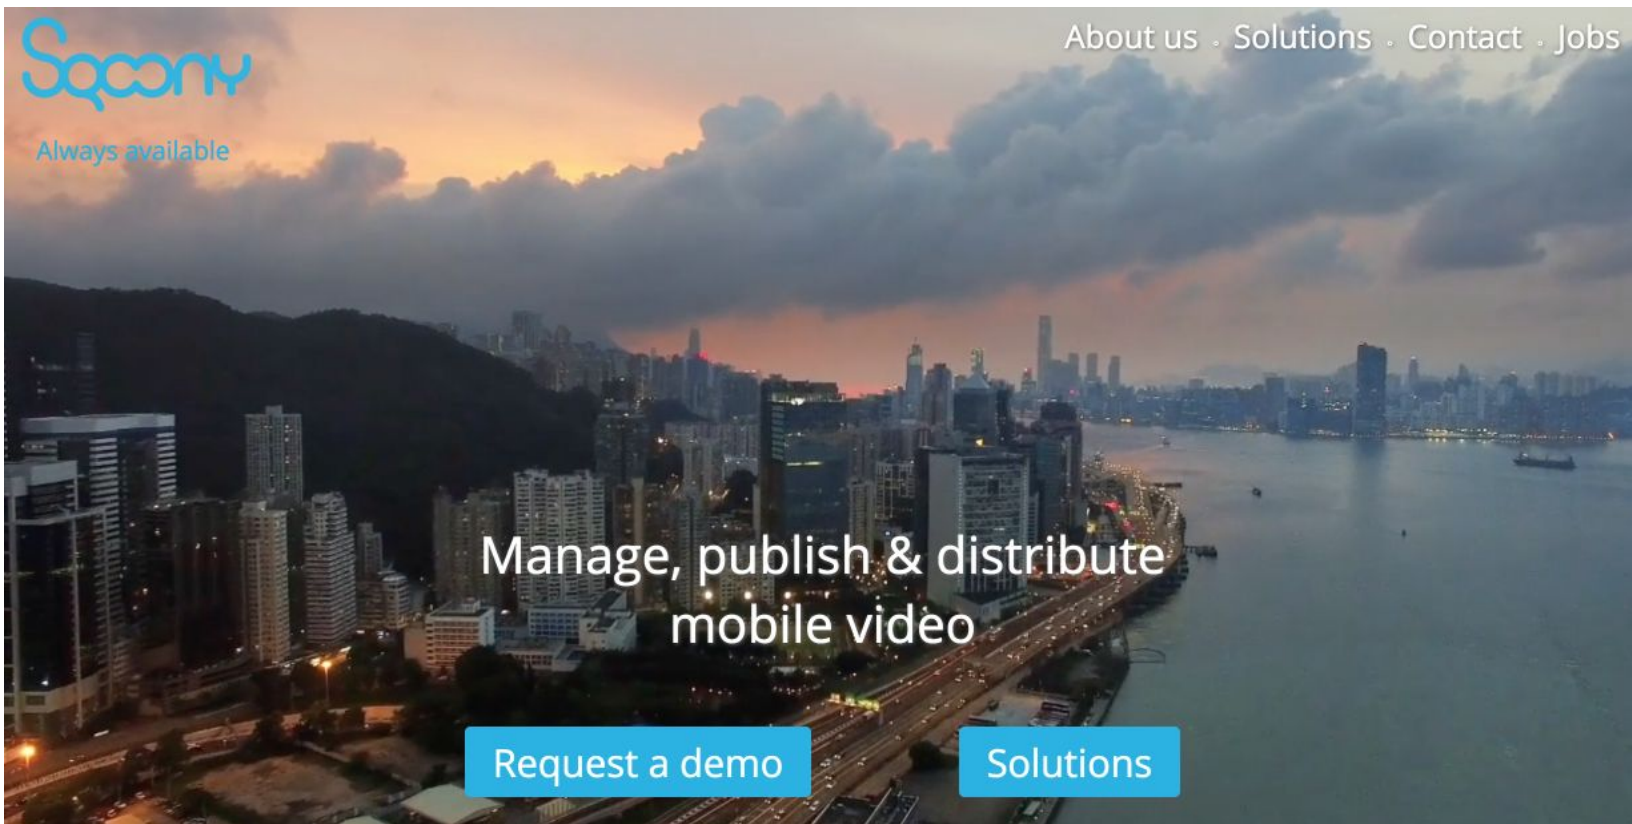 Sqoony
Always available
About us
Solutions
Contact
Jobs
Manage, publish & distribute
mobile video
Request a demo
Solutions